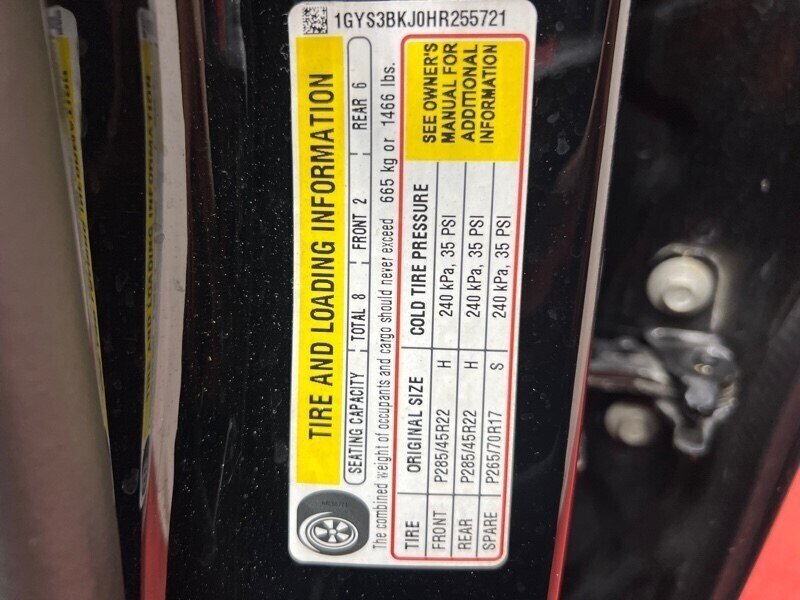 1GYS3BKJ0HR255721
TIRE AND LOADING INFORMATION
SEATING CAPACITY TOTAL 8 FRONT 2 REAR 6
The combined weight of occupants and cargo should never exceed 665 kg or 1466 lbs.
TIRE ORIGINAL SIZE COLD TIRE PRESSURE
FRONT P285/45R22 H 240 kPa, 35 PSI
REAR P285/45R22 H 240 kPa, 35 PSI
SPARE P265/70R17 S 240 kPa, 35 PSI
SEE OWNER'S
MANUAL FOR
ADDITIONAL
INFORMATION